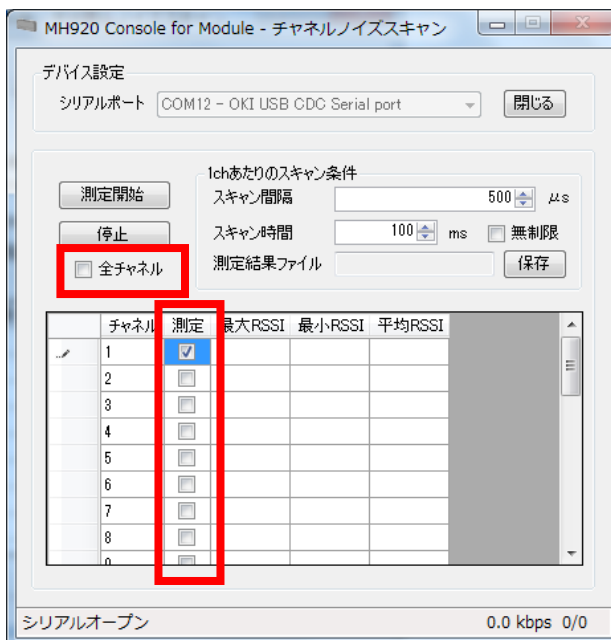 MH920 Console for Module - チャネルノイズスキャン
デバイス設定
シリアルポート COM12 - OKI USB CDC Serial port 閉じる
1chあたりのスキャン条件
測定開始 スキャン間隔 500 μs
停止 スキャン時間 100 ms 無制限
全チャネル 測定結果ファイル 保存
チャネル 測定 最大RSSI 最小RSSI 平均RSSI
1
2
3
4
5
6
7
8
シリアルオープン 0.0 kbps 0/0